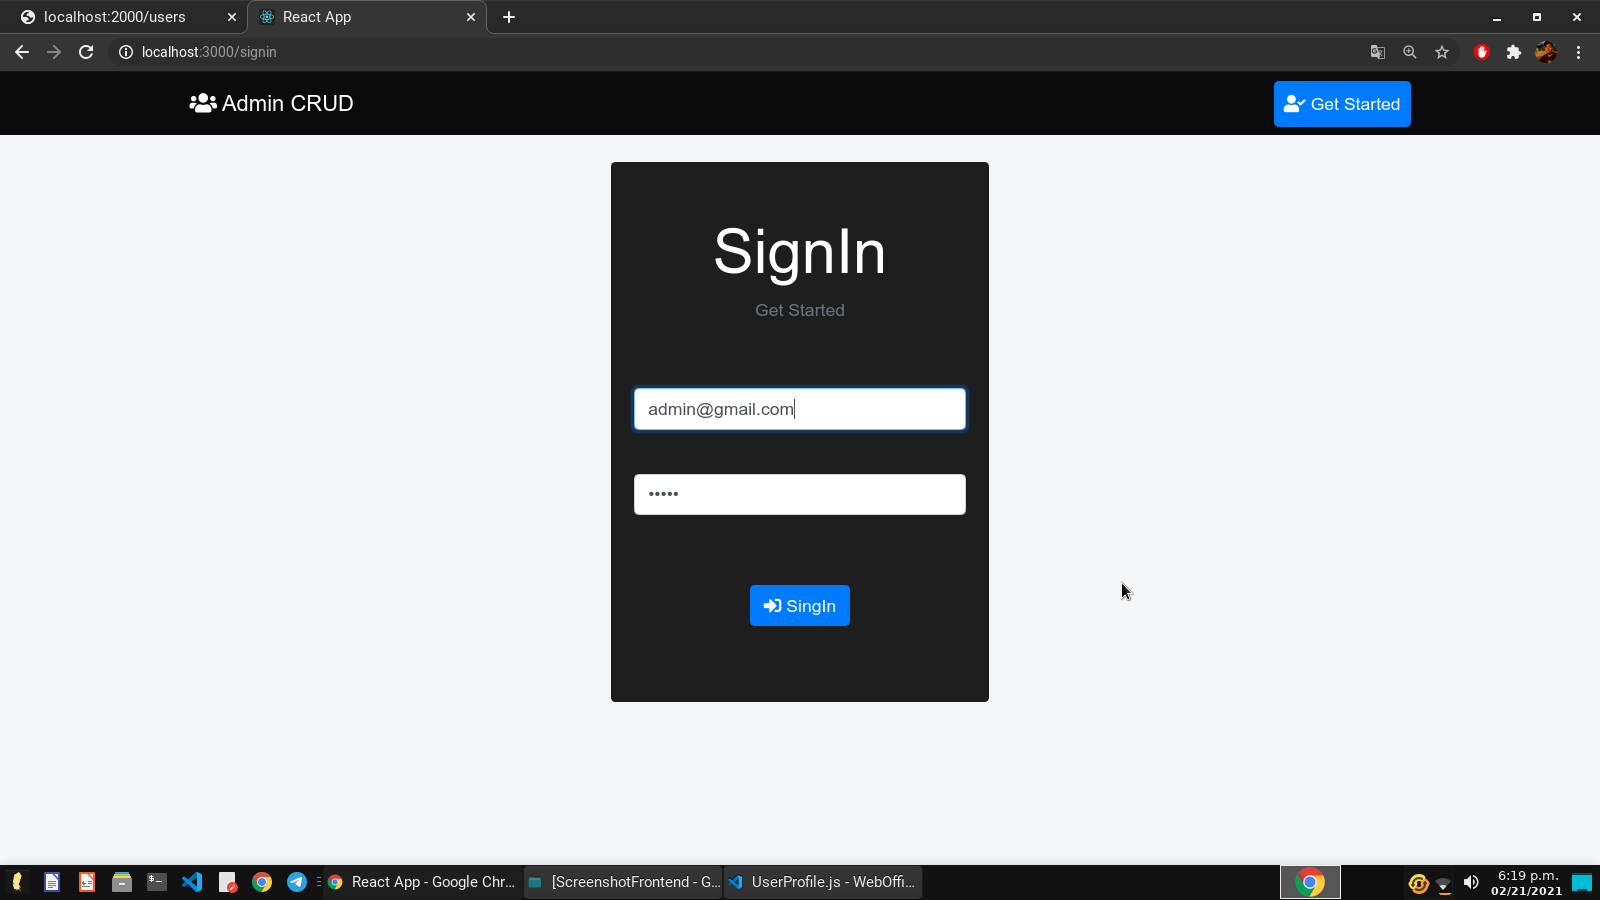 localhost:2000/users
React App
localhost:3000/signin
Admin CRUD
Get Started
SignIn
Get Started
admin@gmail.com
•••••
SingIn
React App - Google Chr...
[ScreenshotFrontend - G...
UserProfile.js - WebOffi...
6:19 p.m.
02/21/2021